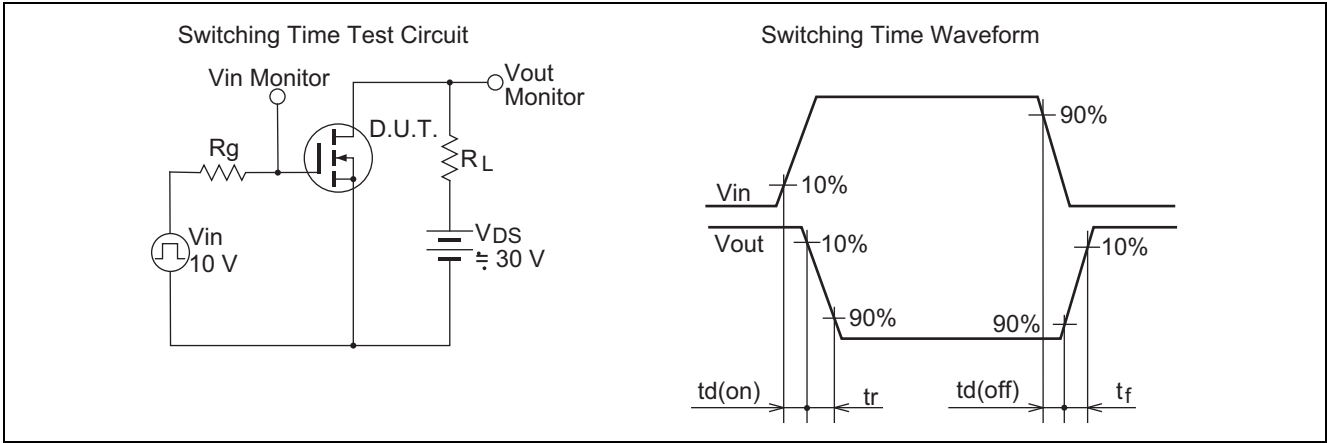 Switching Time Test Circuit
Vin Monitor
Vout
Monitor
D.U.T.
Rg
RL
Vin
10 V
VDS
≒ 30 V
Switching Time Waveform
90%
10%
Vin
Vout
10%
10%
90%
90%
td(on)
tr
td(off)
tf